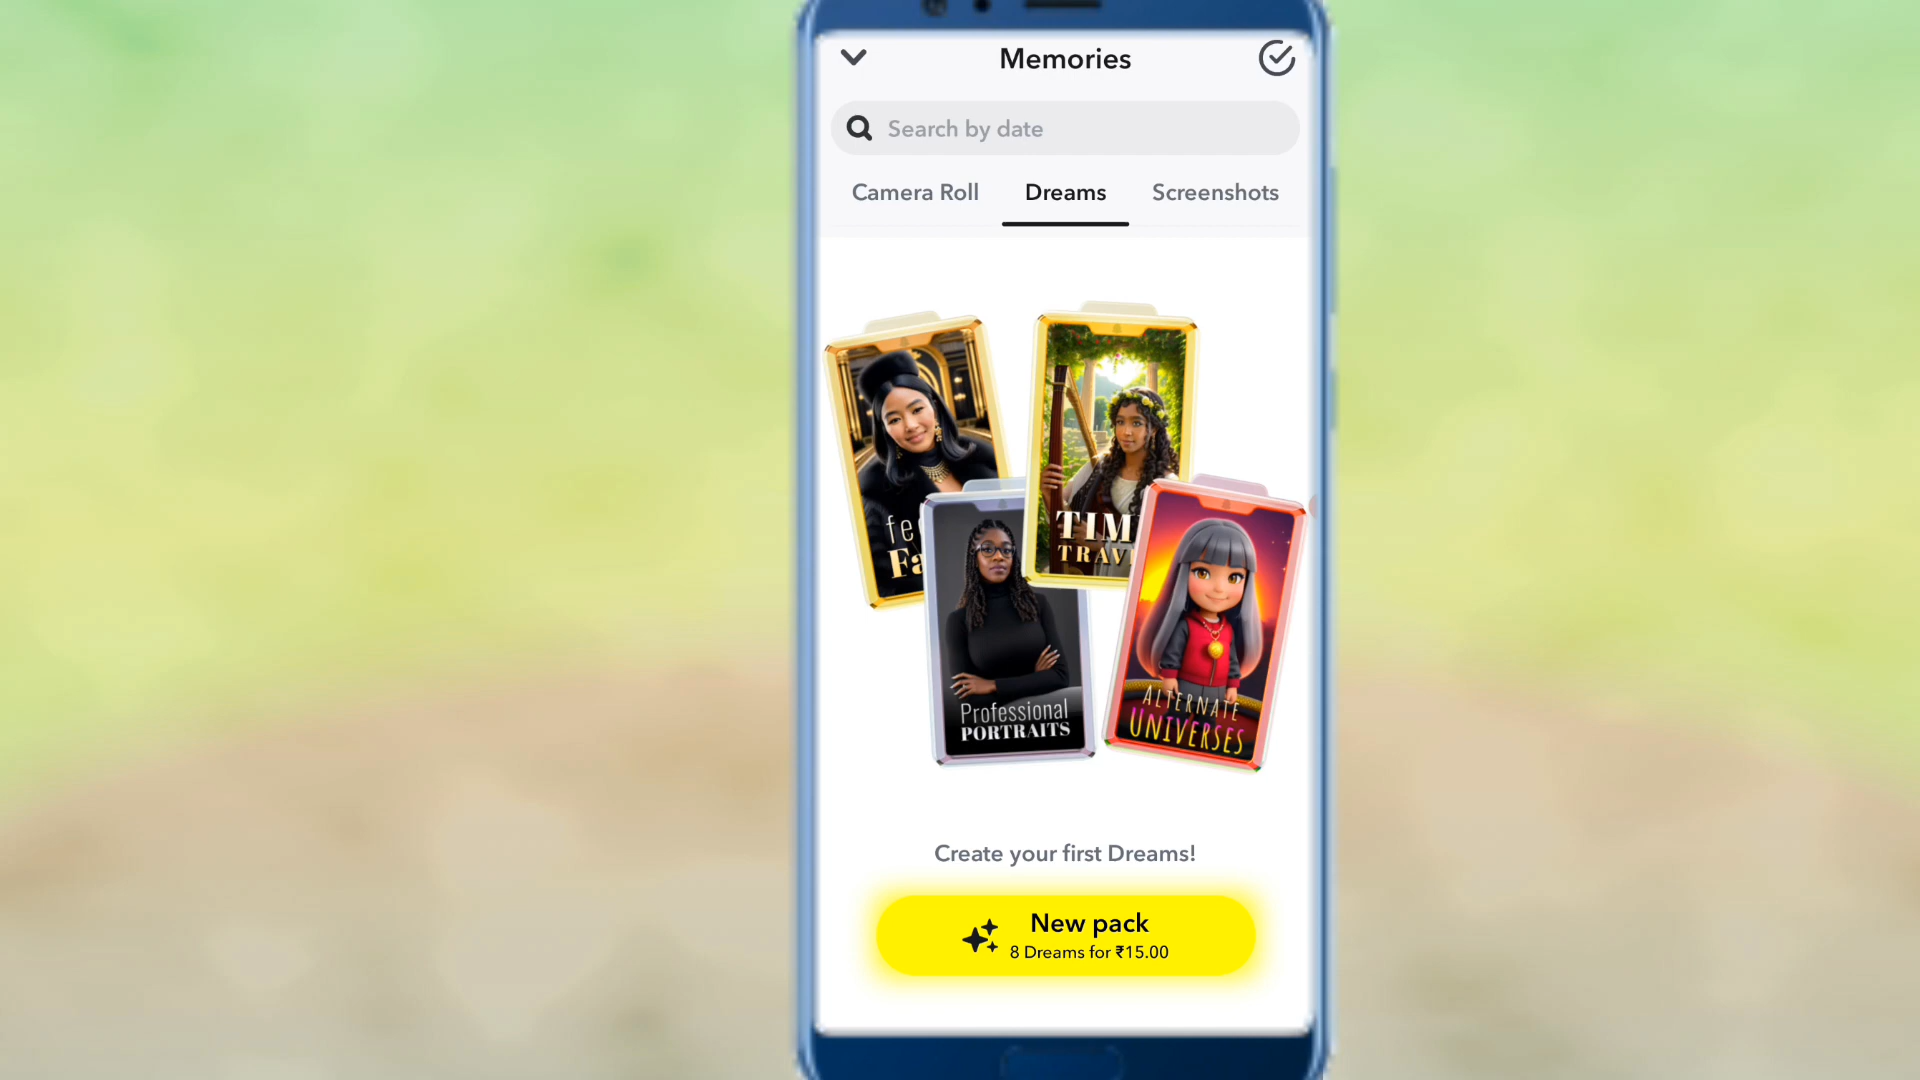 Memories
Search by date
Camera Roll
Dreams
Screenshots
TRAV
Professional
PORTRAITS
ALTERNATE
UNIVERSES
Create your first Dreams!
New pack
8 Dreams for ₹15.00